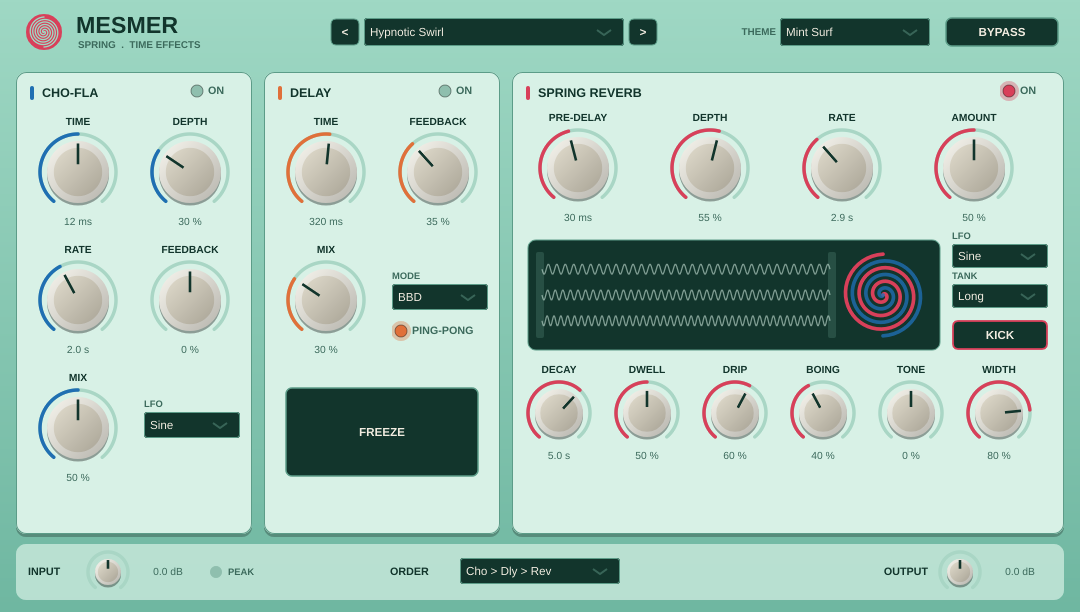 MESMER
SPRING . TIME EFFECTS
<
Hypnotic Swirl
>
THEME
Mint Surf
BYPASS
CHO-FLA
ON
TIME
DEPTH
12 ms
30 %
RATE
FEEDBACK
2.0 s
0 %
MIX
LFO
Sine
50 %
DELAY
ON
TIME
FEEDBACK
320 ms
35 %
MIX
MODE
BBD
PING-PONG
30 %
FREEZE
SPRING REVERB
ON
PRE-DELAY
DEPTH
RATE
AMOUNT
30 ms
55 %
2.9 s
50 %
LFO
Sine
TANK
Long
KICK
DECAY
DWELL
DRIP
BOING
TONE
WIDTH
5.0 s
50 %
60 %
40 %
0 %
80 %
INPUT
0.0 dB
PEAK
ORDER
Cho > Dly > Rev
OUTPUT
0.0 dB